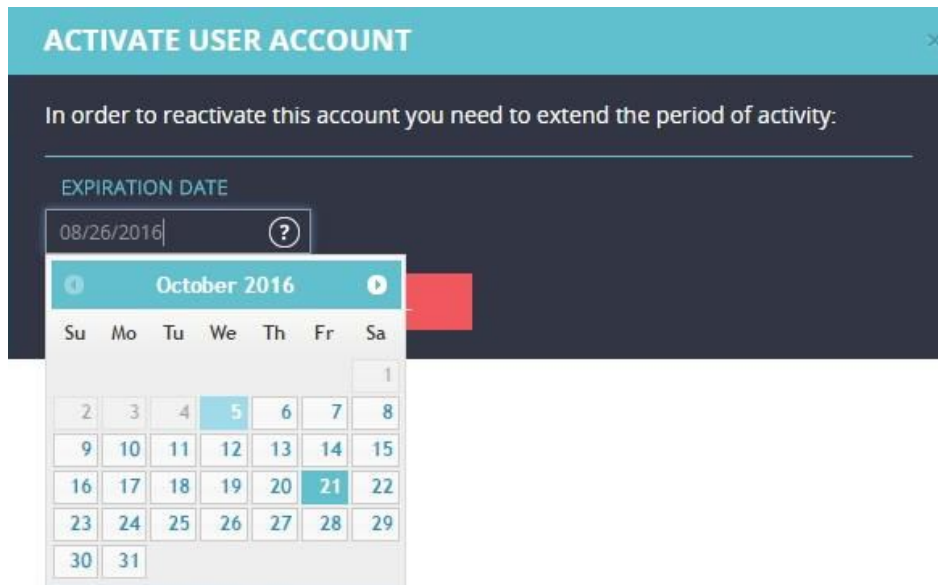 ACTIVATE USER ACCOUNT
In order to reactivate this account you need to extend the period of activity:
EXPIRATION DATE
08/26/2016 ?
October 2016
Su Mo Tu We Th Fr Sa
1
2 3 4 5 6 7 8
9 10 11 12 13 14 15
16 17 18 19 20 21 22
23 24 25 26 27 28 29
30 31